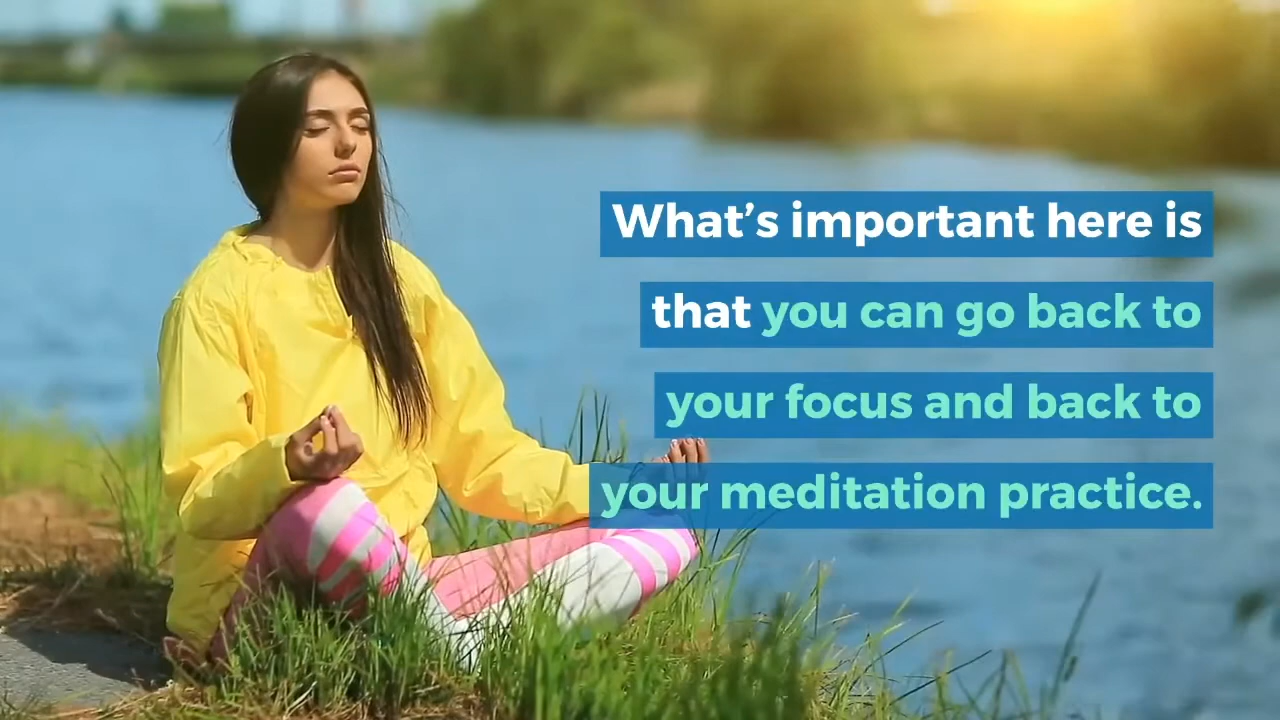 What’s important here is
that you can go back to
your focus and back to
your meditation practice.